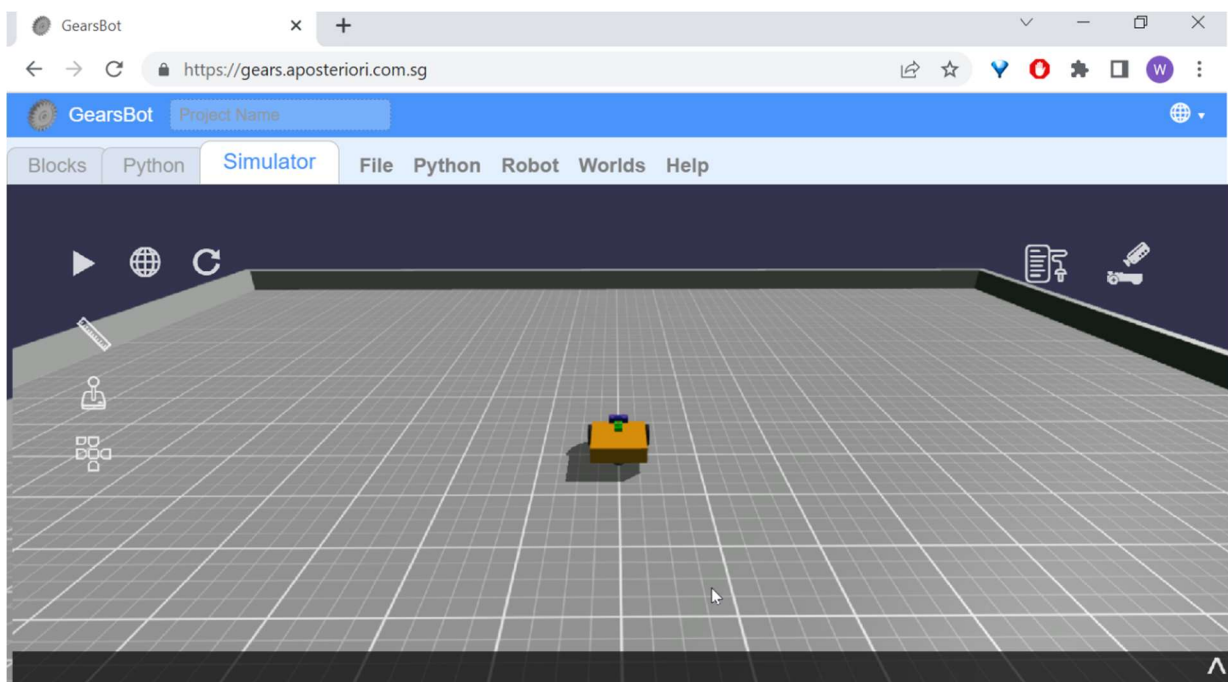 GearsBot
https://gears.aposteriori.com.sg
W
GearsBot Project Name
Blocks Python Simulator File Python Robot Worlds Help